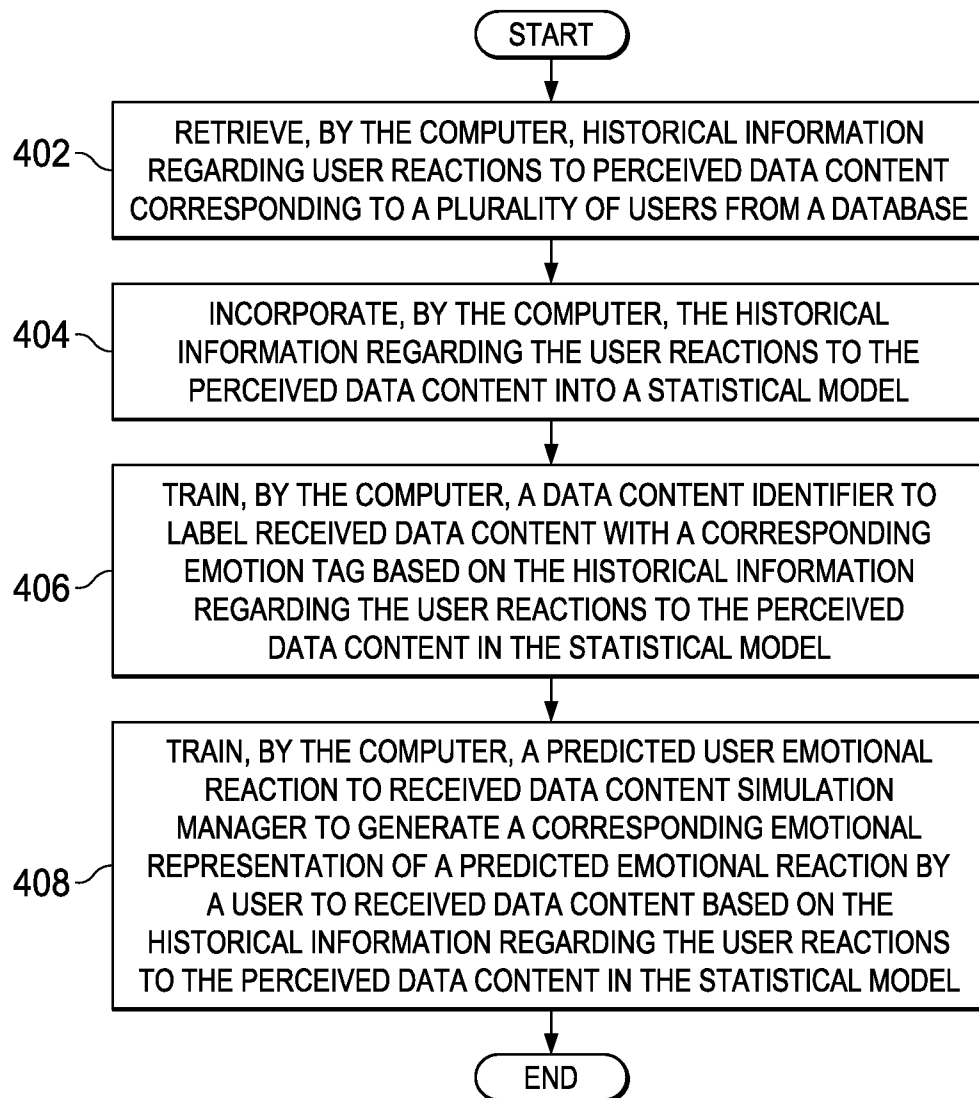 START
402
RETRIEVE, BY THE COMPUTER, HISTORICAL INFORMATION
REGARDING USER REACTIONS TO PERCEIVED DATA CONTENT
CORRESPONDING TO A PLURALITY OF USERS FROM A DATABASE
404
INCORPORATE, BY THE COMPUTER, THE HISTORICAL
INFORMATION REGARDING THE USER REACTIONS TO THE
PERCEIVED DATA CONTENT INTO A STATISTICAL MODEL
406
TRAIN, BY THE COMPUTER, A DATA CONTENT IDENTIFIER TO
LABEL RECEIVED DATA CONTENT WITH A CORRESPONDING
EMOTION TAG BASED ON THE HISTORICAL INFORMATION
REGARDING THE USER REACTIONS TO THE PERCEIVED
DATA CONTENT IN THE STATISTICAL MODEL
408
TRAIN, BY THE COMPUTER, A PREDICTED USER EMOTIONAL
REACTION TO RECEIVED DATA CONTENT SIMULATION
MANAGER TO GENERATE A CORRESPONDING EMOTIONAL
REPRESENTATION OF A PREDICTED EMOTIONAL REACTION BY
A USER TO RECEIVED DATA CONTENT BASED ON THE
HISTORICAL INFORMATION REGARDING THE USER REACTIONS
TO THE PERCEIVED DATA CONTENT IN THE STATISTICAL MODEL
END